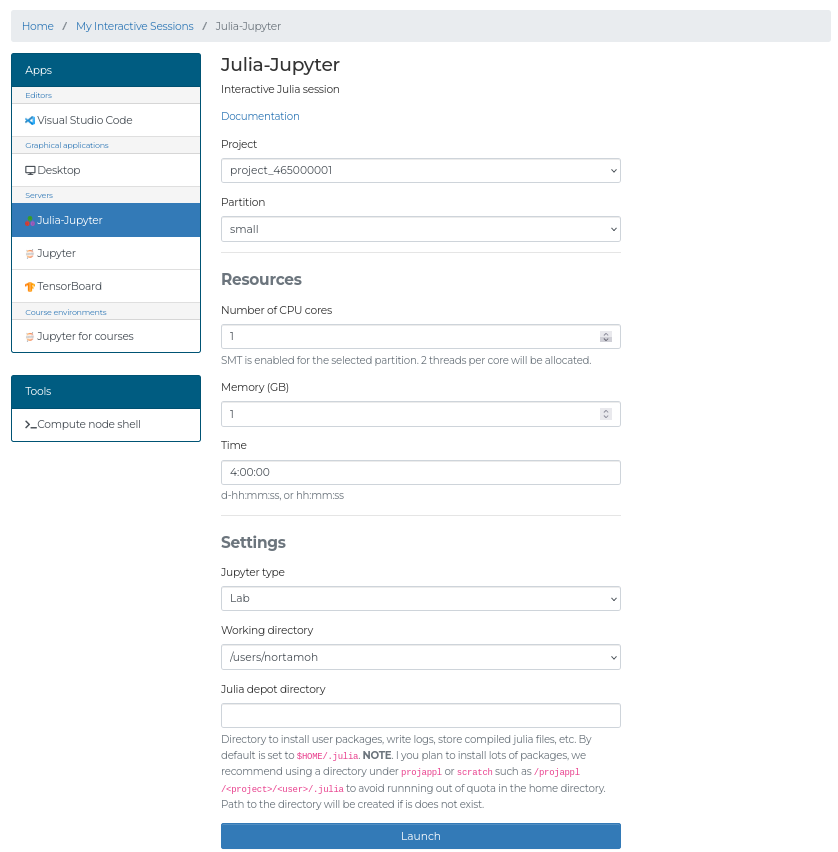 Home / My Interactive Sessions / Julia-Jupyter
Apps
Editors
Visual Studio Code
Graphical applications
Desktop
Servers
Julia-Jupyter
Jupyter
TensorBoard
Course environments
Jupyter for courses
Tools
Compute node shell
Julia-Jupyter
Interactive Julia session
Documentation
Project
project_465000001
Partition
small
Resources
Number of CPU cores
1
SMT is enabled for the selected partition. 2 threads per core will be allocated.
Memory (GB)
1
Time
4:00:00
d-hh:mm:ss, or hh:mm:ss
Settings
Jupyter type
Lab
Working directory
/users/nortamoh
Julia depot directory
Directory to install user packages, write logs, store compiled julia files, etc. By
default is set to $HOME/.julia. NOTE. I you plan to install lots of packages, we
recommend using a directory under projappl or scratch such as /projappl
/<project>/<user>/.julia to avoid runnning out of quota in the home directory.
Path to the directory will be created if is does not exist.
Launch